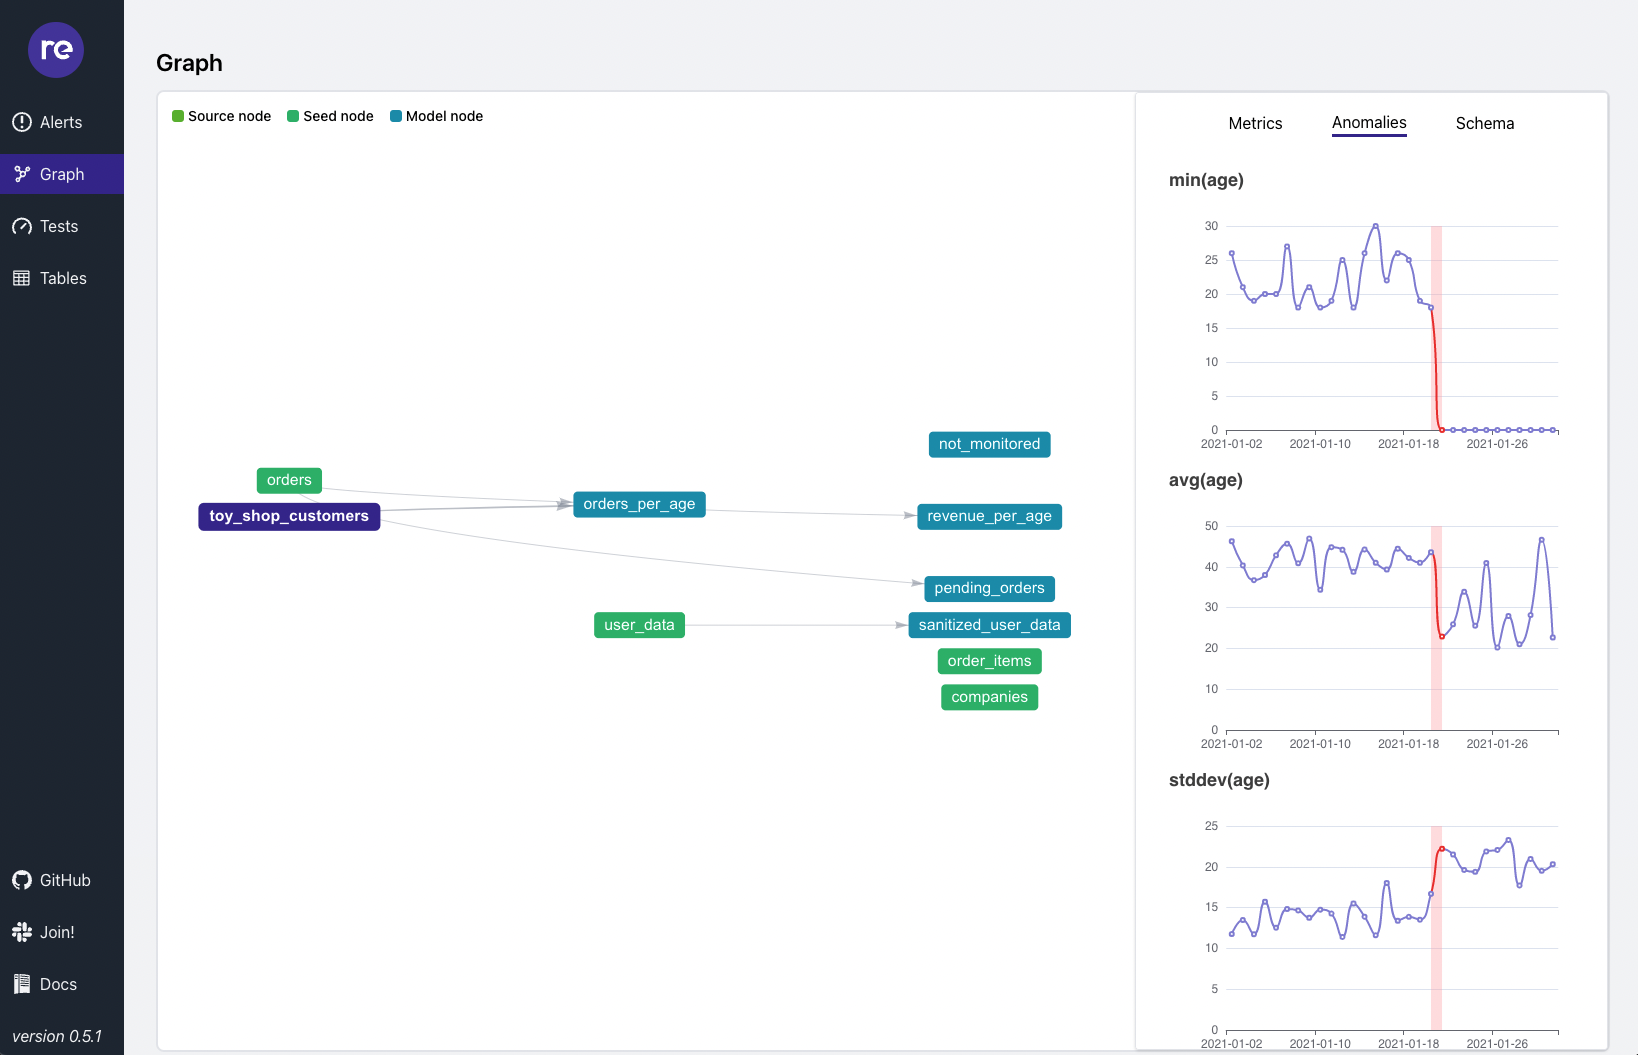 re
Alerts
Graph
Tests
Tables
GitHub
Join!
Docs
version 0.5.1
Graph
Source node Seed node Model node
not_monitored
orders
orders_per_age
toy_shop_customers
revenue_per_age
pending_orders
user_data
sanitized_user_data
order_items
companies
Metrics Anomalies Schema
min(age)
30
25
20
15
10
5
0
2021-01-02 2021-01-10 2021-01-18 2021-01-26
avg(age)
50
40
30
20
10
0
2021-01-02 2021-01-10 2021-01-18 2021-01-26
stddev(age)
25
20
15
10
5
0
2021-01-02 2021-01-10 2021-01-18 2021-01-26